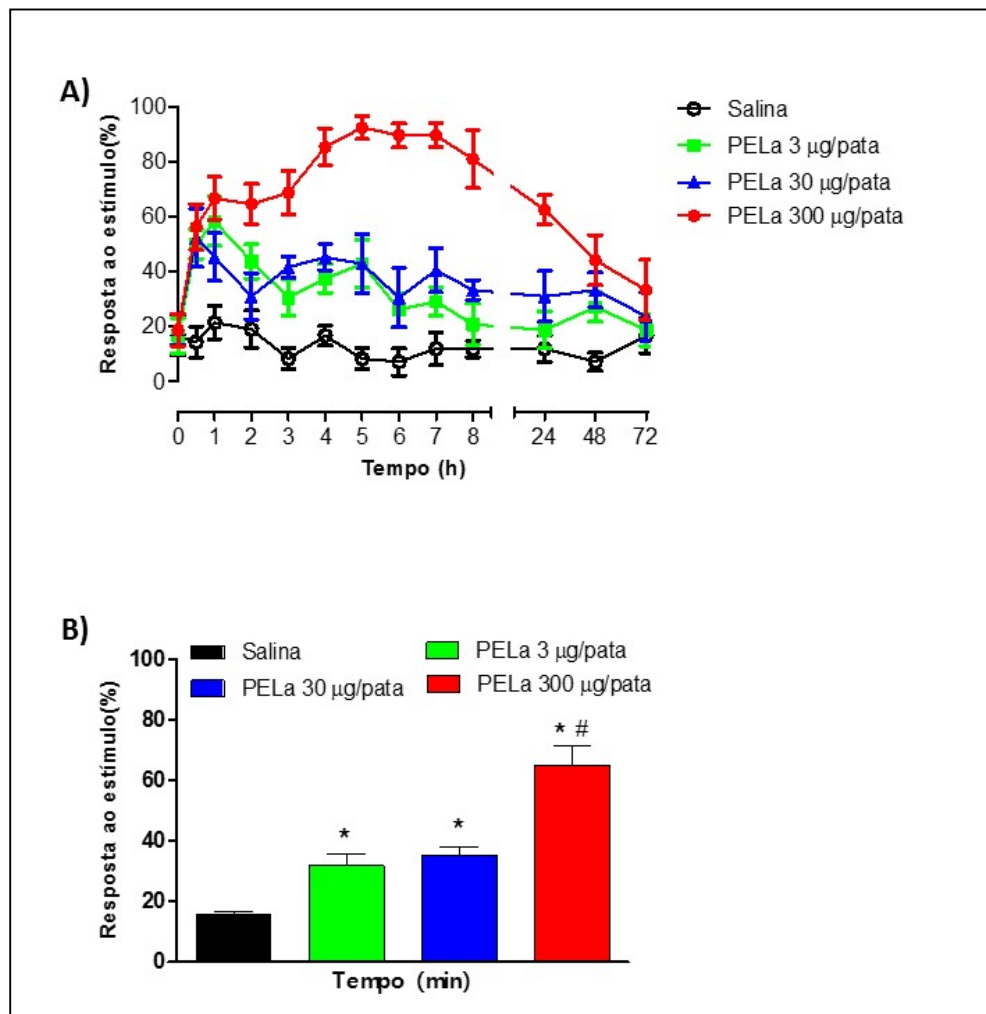 A)
Resposta ao estímulo(%)
100
80
60
40
20
0
0 1 2 3 4 5 6 7 8 24 48 72
Tempo (h)
Salina
PELa 3 μg/pata
PELa 30 μg/pata
PELa 300 μg/pata
B)
Resposta ao estímulo(%)
100
80
60
40
20
0
Salina
PELa 3 μg/pata
PELa 30 μg/pata
PELa 300 μg/pata
*
*
* #
Tempo (min)